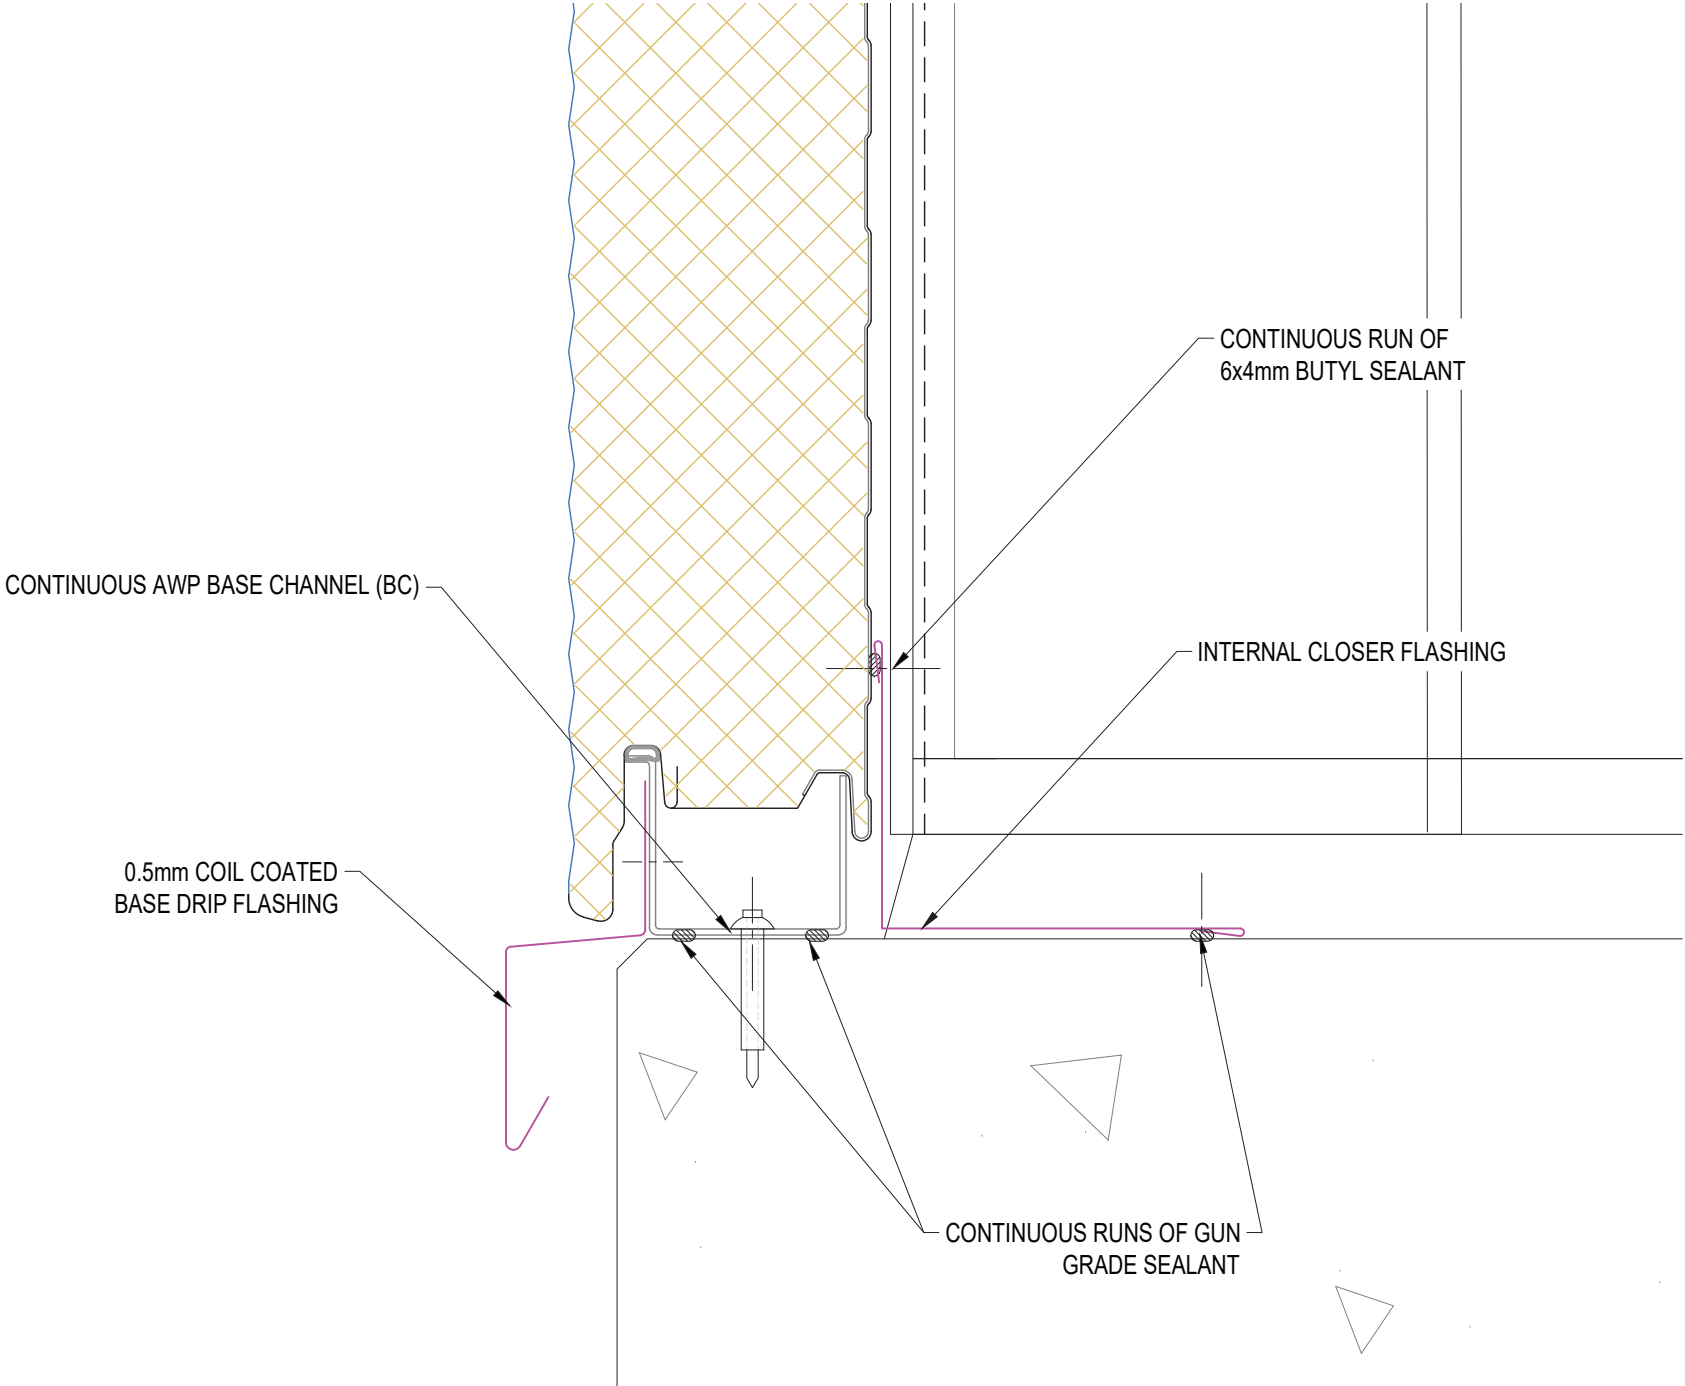 CONTINUOUS RUN OF
6x4mm BUTYL SEALANT
CONTINUOUS AWP BASE CHANNEL (BC)
INTERNAL CLOSER FLASHING
0.5mm COIL COATED
BASE DRIP FLASHING
CONTINUOUS RUNS OF GUN
GRADE SEALANT